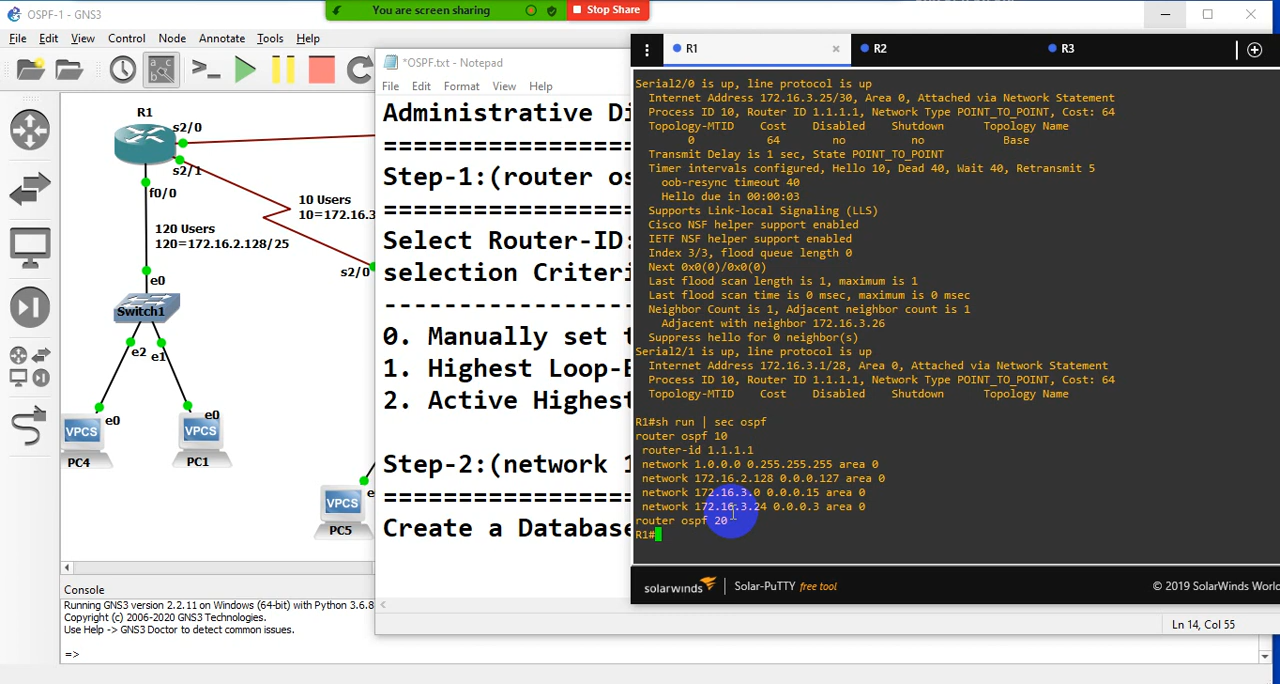 OSPF-1 - GNS3
You are screen sharing
Stop Share
File Edit View Control Node Annotate Tools Help
R1
s2/0
s2/1
f0/0
10 Users
10=172.16.3
120 Users
120=172.16.2.128/25
s2/0
e0
Switch1
e2 e1
e0
e0
VPCS
VPCS
PC4
PC1
e
VPCS
PC5
Console
Running GNS3 version 2.2.11 on Windows (64-bit) with Python 3.6.8
Copyright (c) 2006-2020 GNS3 Technologies.
Use Help -> GNS3 Doctor to detect common issues.
=>
*OSPF.txt - Notepad
File Edit Format View Help
Administrative Di
=================
Step-1:(router os
=================
Select Router-ID:
selection Criteri
-----------------
0. Manually set t
1. Highest Loop-B
2. Active Highest
Step-2:(network 1
=================
Create a Database
Ln 14, Col 55
R1
R2
R3
Serial2/0 is up, line protocol is up
Internet Address 172.16.3.25/30, Area 0, Attached via Network Statement
Process ID 10, Router ID 1.1.1.1, Network Type POINT_TO_POINT, Cost: 64
Topology-MTID Cost Disabled Shutdown Topology Name
0 64 no no Base
Transmit Delay is 1 sec, State POINT_TO_POINT
Timer intervals configured, Hello 10, Dead 40, Wait 40, Retransmit 5
oob-resync timeout 40
Hello due in 00:00:03
Supports Link-local Signaling (LLS)
Cisco NSF helper support enabled
IETF NSF helper support enabled
Index 3/3, flood queue length 0
Next 0x0(0)/0x0(0)
Last flood scan length is 1, maximum is 1
Last flood scan time is 0 msec, maximum is 0 msec
Neighbor Count is 1, Adjacent neighbor count is 1
Adjacent with neighbor 172.16.3.26
Suppress hello for 0 neighbor(s)
Serial2/1 is up, line protocol is up
Internet Address 172.16.3.1/28, Area 0, Attached via Network Statement
Process ID 10, Router ID 1.1.1.1, Network Type POINT_TO_POINT, Cost: 64
Topology-MTID Cost Disabled Shutdown Topology Name
R1#sh run | sec ospf
router ospf 10
router-id 1.1.1.1
network 1.0.0.0 0.255.255.255 area 0
network 172.16.2.128 0.0.0.127 area 0
network 172.16.3.0 0.0.0.15 area 0
network 172.16.3.24 0.0.0.3 area 0
router ospf 20
R1#
solarwinds | Solar-PuTTY free tool
© 2019 SolarWinds World